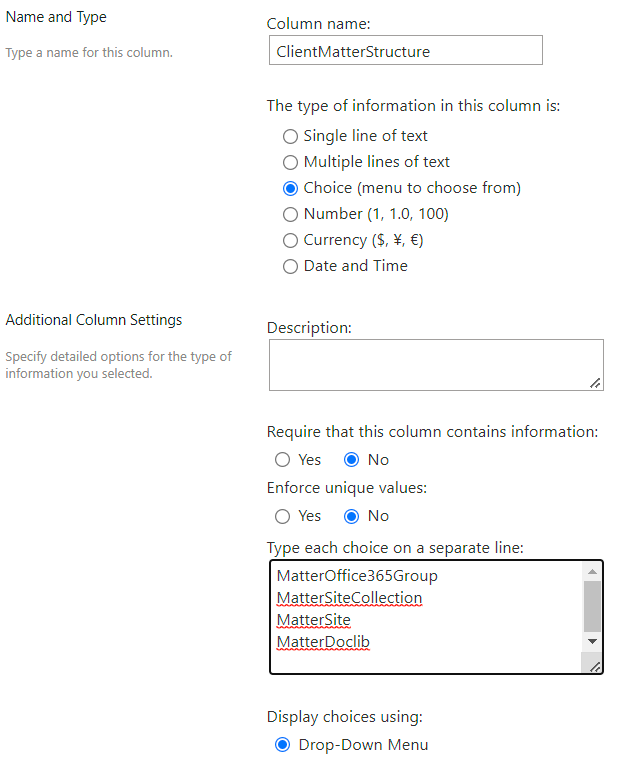 Name and Type
Type a name for this column.
Column name:
ClientMatterStructure
The type of information in this column is:
Single line of text
Multiple lines of text
Choice (menu to choose from)
Number (1, 1.0, 100)
Currency ($, ¥, €)
Date and Time
Additional Column Settings
Specify detailed options for the type of
information you selected.
Description:
Require that this column contains information:
Yes No
Enforce unique values:
Yes No
Type each choice on a separate line:
MatterOffice365Group
MatterSiteCollection
MatterSite
MatterDoclib
Display choices using:
Drop-Down Menu